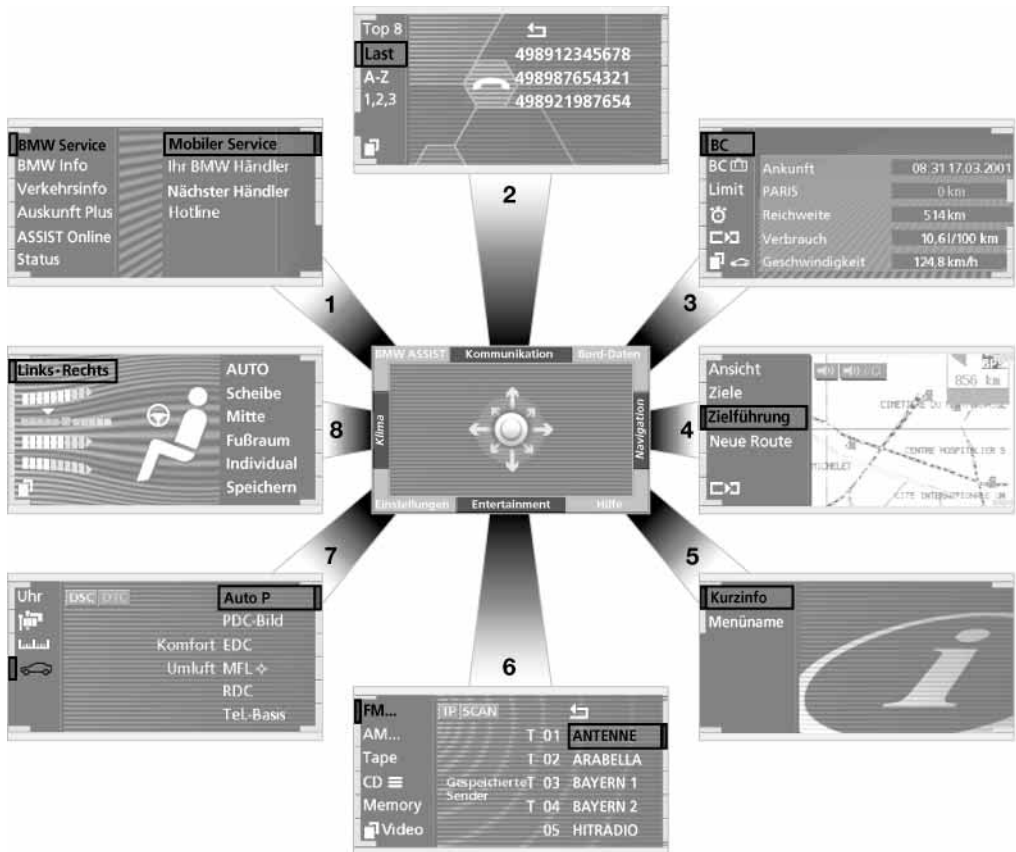 Top 8
Last
A-Z
1,2,3
498912345678
498987654321
498921987654
BMW Service
BMW Info
Verkehrsinfo
Auskunft Plus
ASSIST Online
Status
Mobiler Service
Ihr BMW Händler
Nächster Händler
Hotline
2
BC
BC
Limit
Ankunft 08:31 17.03.2001
PARIS 0 km
Reichweite 514 km
Verbrauch 10,6 l/100 km
Geschwindigkeit 124,8 km/h
1
3
Links-Rechts
AUTO
Scheibe
Mitte
Fußraum
Individual
Speichern
BMW ASSIST Kommunikation Bord-Daten
Klima
Navigation
Einstellungen Entertainment Hilfe
8
4
Ansicht
Ziele
Zielführung
Neue Route
GPS
856 km
CENTRE HOSPITALIER S
CITE INTERNATIONALE UN
7
5
Uhr
DSC DTC
Auto P
PDC-Bild
Komfort EDC
Umluft MFL
RDC
Tel.-Basis
Kurzinfo
Menüname
i
6
FM...
AM...
Tape
CD
Memory
Video
TP SCAN
Gespeicherte
Sender
T 01 ANTENNE
T 02 ARABELLA
T 03 BAYERN 1
T 04 BAYERN 2
05 HITRADIO